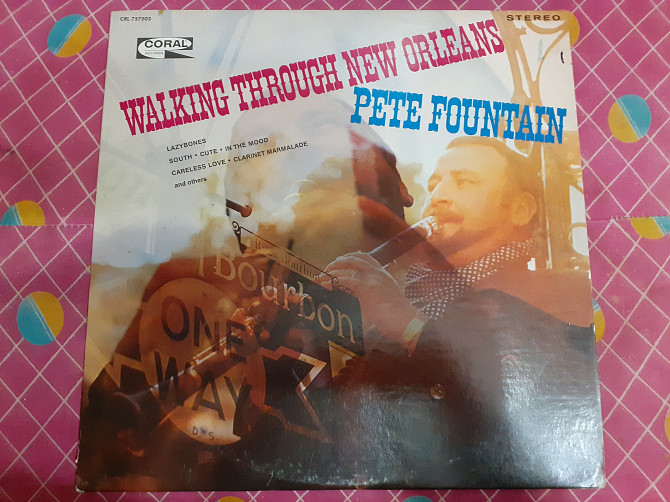 CRL 757503
STEREO
CORAL
RECORDS
WALKING THROUGH NEW ORLEANS
PETE FOUNTAIN
LAZYBONES
SOUTH • CUTE • IN THE MOOD
CARELESS LOVE • CLARINET MARMALADE
and others
Bourbon
ONE
WAY